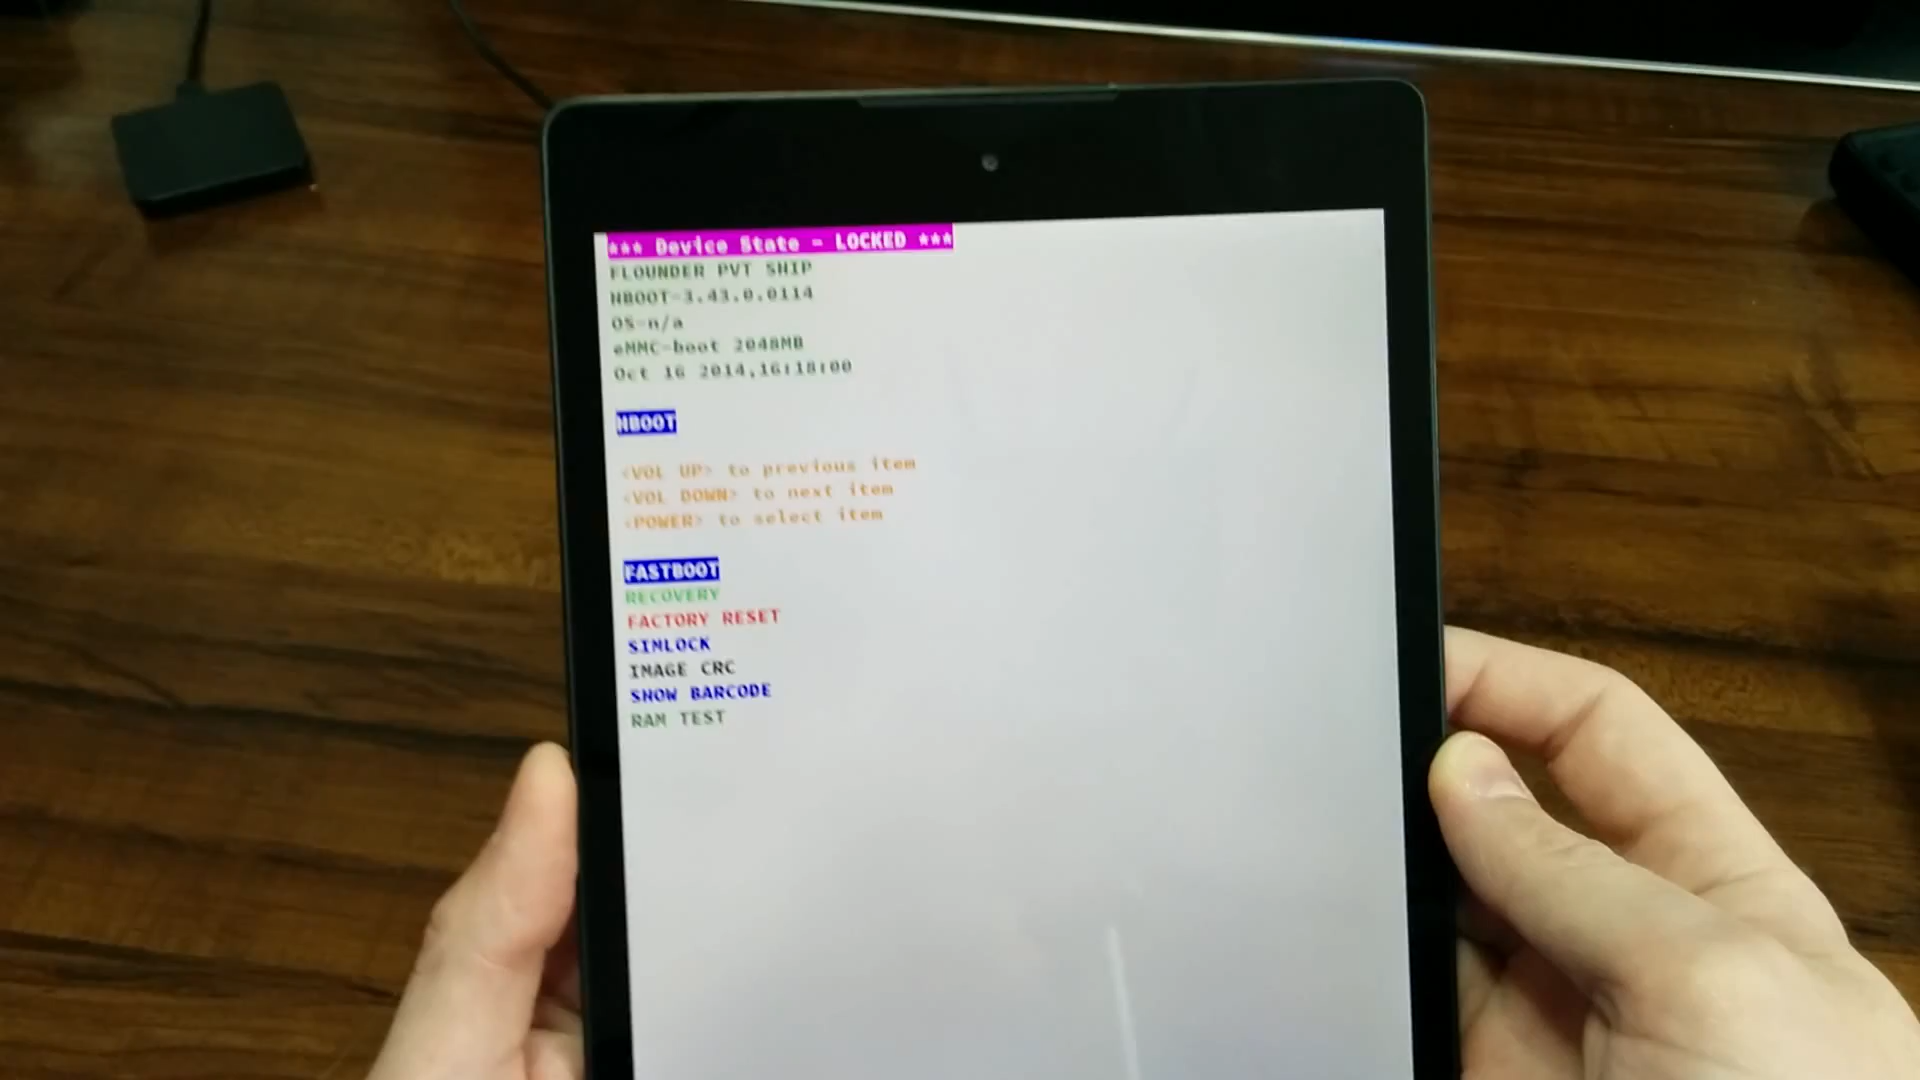 *** Device State - LOCKED ***
FLOUNDER PVT SHIP
HBOOT-3.43.0.0114
OS-n/a
eMMC-boot 2048MB
Oct 16 2014,16:18:00
HBOOT
<VOL UP> to previous item
<VOL DOWN> to next item
<POWER> to select item
FASTBOOT
RECOVERY
FACTORY RESET
SIMLOCK
IMAGE CRC
SHOW BARCODE
RAM TEST